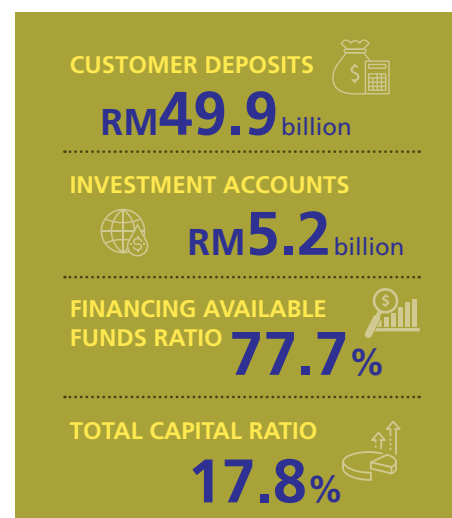 CUSTOMER DEPOSITS
RM49.9 billion
INVESTMENT ACCOUNTS
RM5.2 billion
FINANCING AVAILABLE
FUNDS RATIO 77.7%
TOTAL CAPITAL RATIO
17.8%